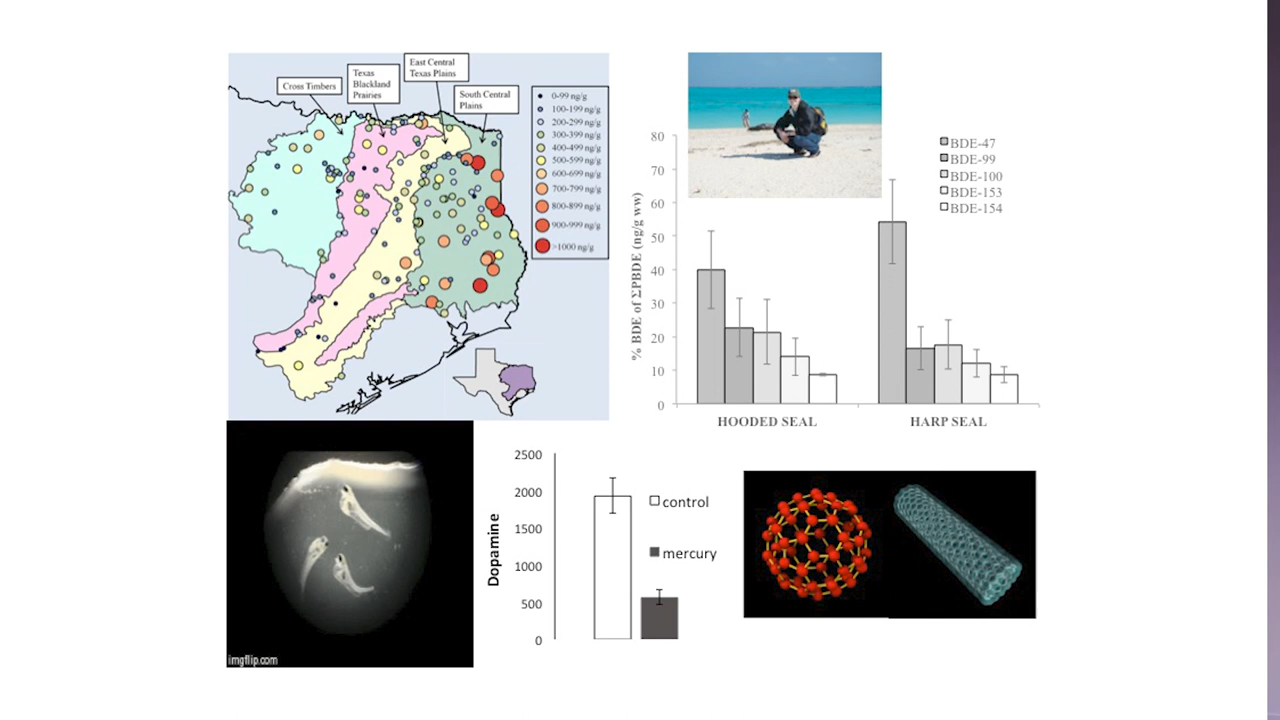 East Central
Texas Plains
Texas
Blackland
Prairies
Cross Timbers
South Central
Plains
0-99 ng/g
100-199 ng/g
200-299 ng/g
300-399 ng/g
400-499 ng/g
500-599 ng/g
600-699 ng/g
700-799 ng/g
800-899 ng/g
900-999 ng/g
>1000 ng/g
% BDE of ΣPBDE (ng/g ww)
80
70
60
50
40
30
20
10
0
BDE-47
BDE-99
BDE-100
BDE-153
BDE-154
HOODED SEAL
HARP SEAL
imgflip.com
Dopamine
2500
2000
1500
1000
500
0
control
mercury